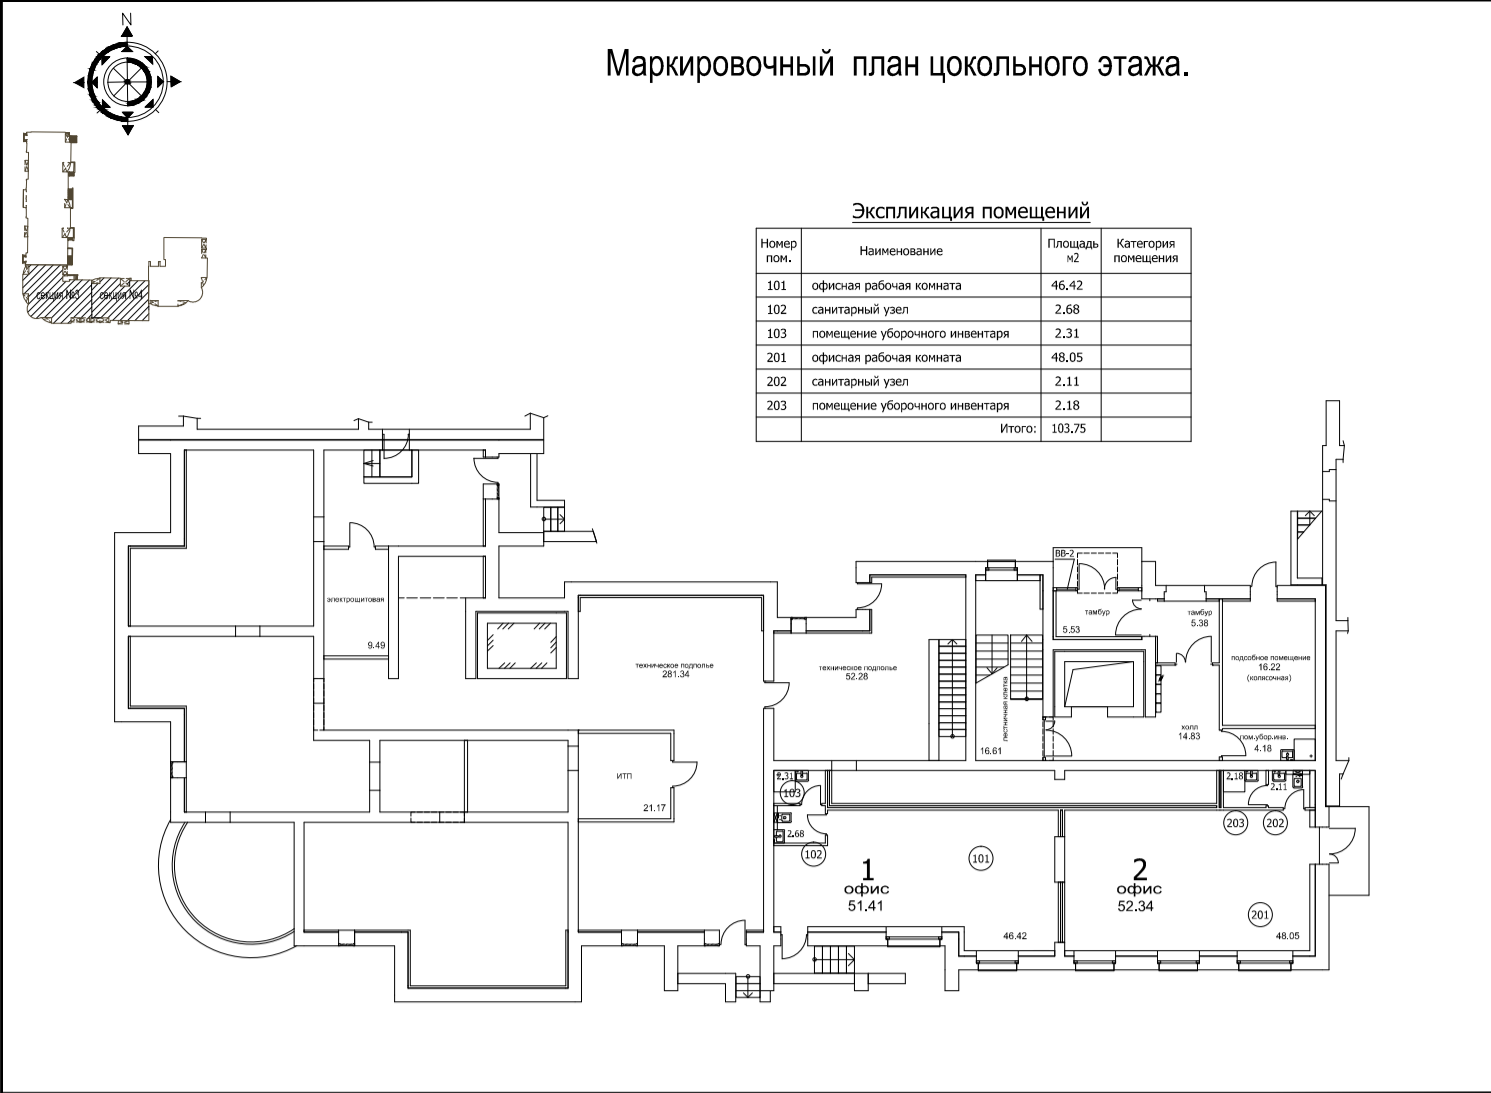 N
Маркировочный план цокольного этажа.
секция №3
секция №4
Экспликация помещений
Номер пом. Наименование Площадь м2 Категория помещения
101 офисная рабочая комната 46.42
102 санитарный узел 2.68
103 помещение уборочного инвентаря 2.31
201 офисная рабочая комната 48.05
202 санитарный узел 2.11
203 помещение уборочного инвентаря 2.18
Итого: 103.75
ВВ-2
электрощитовая
9.49
тамбур
5.53
тамбур
5.38
техническое подполье
281.34
техническое подполье
52.28
подсобное помещение
16.22
(колясочная)
лестничная клетка
16.61
холл
14.83
пом.убор.инв.
4.18
ИТП
21.17
2.31
103
2.68
102
2.18
2.11
203
202
1
офис
51.41
101
46.42
2
офис
52.34
201
48.05